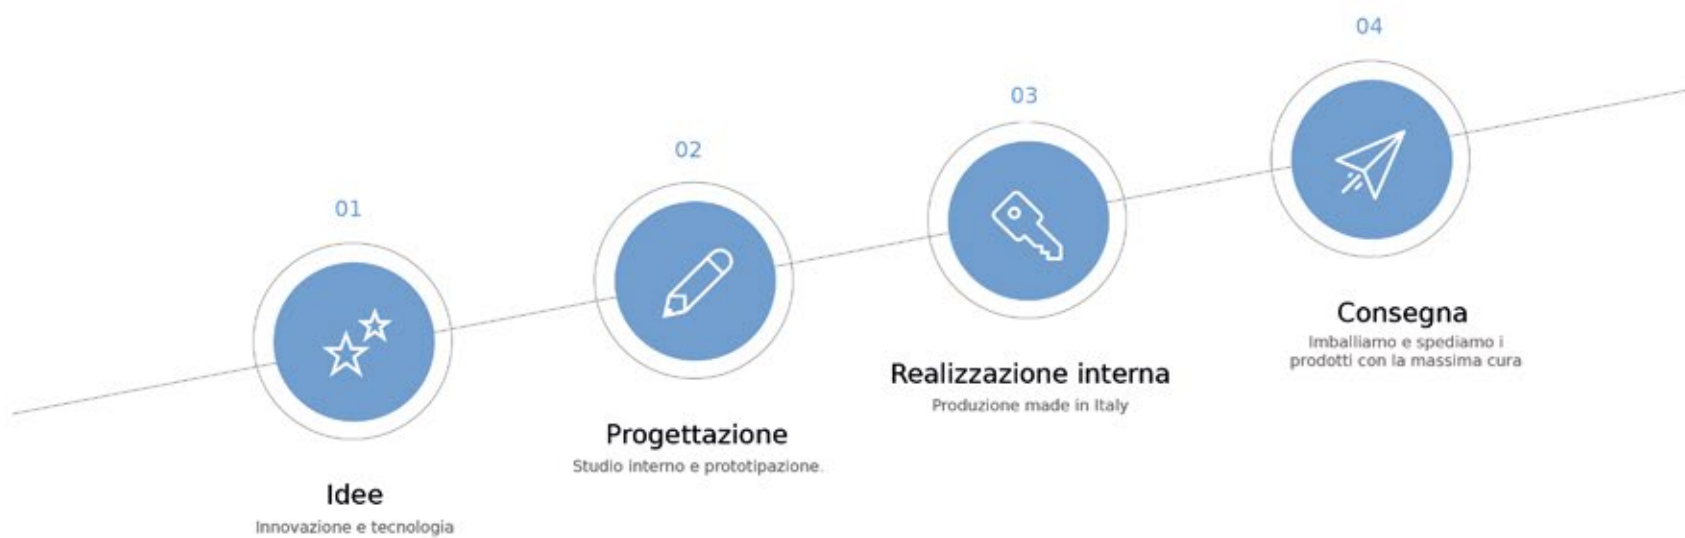 01
Idee
Innovazione e tecnologia
02
Progettazione
Studio interno e prototipazione.
03
Realizzazione interna
Produzione made in Italy
04
Consegna
Imballiamo e spediamo i
prodotti con la massima cura